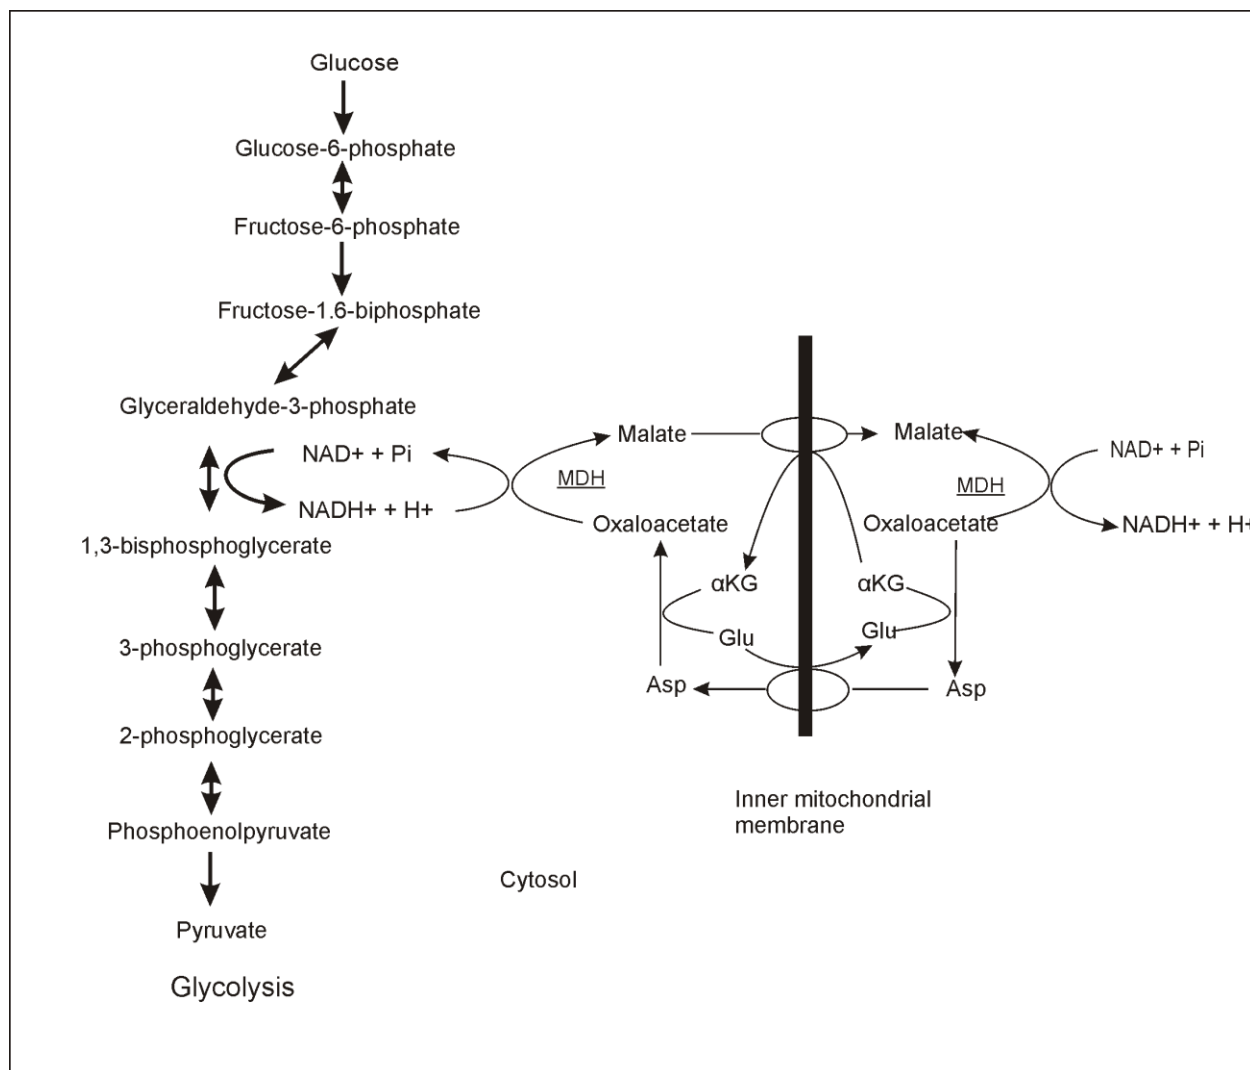 Glucose
Glucose-6-phosphate
Fructose-6-phosphate
Fructose-1.6-biphosphate
Glyceraldehyde-3-phosphate
NAD+ + Pi
NADH+ + H+
1,3-bisphosphoglycerate
3-phosphoglycerate
2-phosphoglycerate
Phosphoenolpyruvate
Pyruvate
Glycolysis
Malate
MDH
Oxaloacetate
αKG
Glu
Asp
Malate
MDH
Oxaloacetate
αKG
Glu
Asp
NAD+ + Pi
NADH+ + H+
Inner mitochondrial
membrane
Cytosol